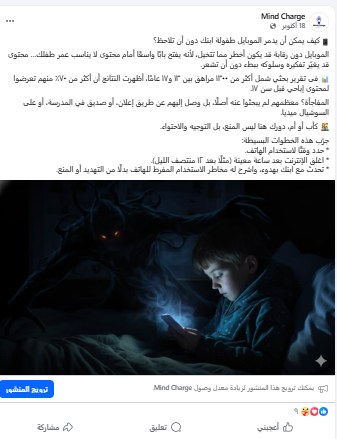 Mind Charge
18 أكتوبر
📱 كيف يمكن أن يدمر الموبايل طفولة ابنك دون أن تلاحظ؟
الموبايل دون رقابة قد يكون أخطر مما تتخيل، لأنه يفتح بابًا واسعًا أمام محتوى لا يناسب عمر طفلك... محتوى
قد يغيّر تفكيره وسلوكه ببطء دون أن تشعر.
📊 في تقرير بحثي شمل أكثر من ١٣٠٠ مراهق بين ١٣ و١٧ عامًا، أظهرت النتائج أن أكثر من ٧٠٪ منهم تعرضوا
لمحتوى إباحي قبل سن ١٧.
المفاجأة؟ معظمهم لم يبحثوا عنه أصلًا، بل وصل إليهم عن طريق إعلان، أو صديق في المدرسة، أو على
السوشيال ميديا.
كأب أو أم، دورك هنا ليس المنع، بل التوجيه والاحتواء.
جرّب هذه الخطوات البسيطة:
* حدد وقتًا لاستخدام الهاتف.
* اغلق الإنترنت بعد ساعة معينة (مثلًا بعد ١٢ منتصف الليل).
* تحدث مع ابنك بهدوء، واشرح له مخاطر الاستخدام المفرط للهاتف بدلًا من التهديد أو المنع.
يمكنك ترويج هذا المنشور لزيادة معدل وصول Mind Charge.
ترويج المنشور
٩
أعجبني
تعليق
مشاركة